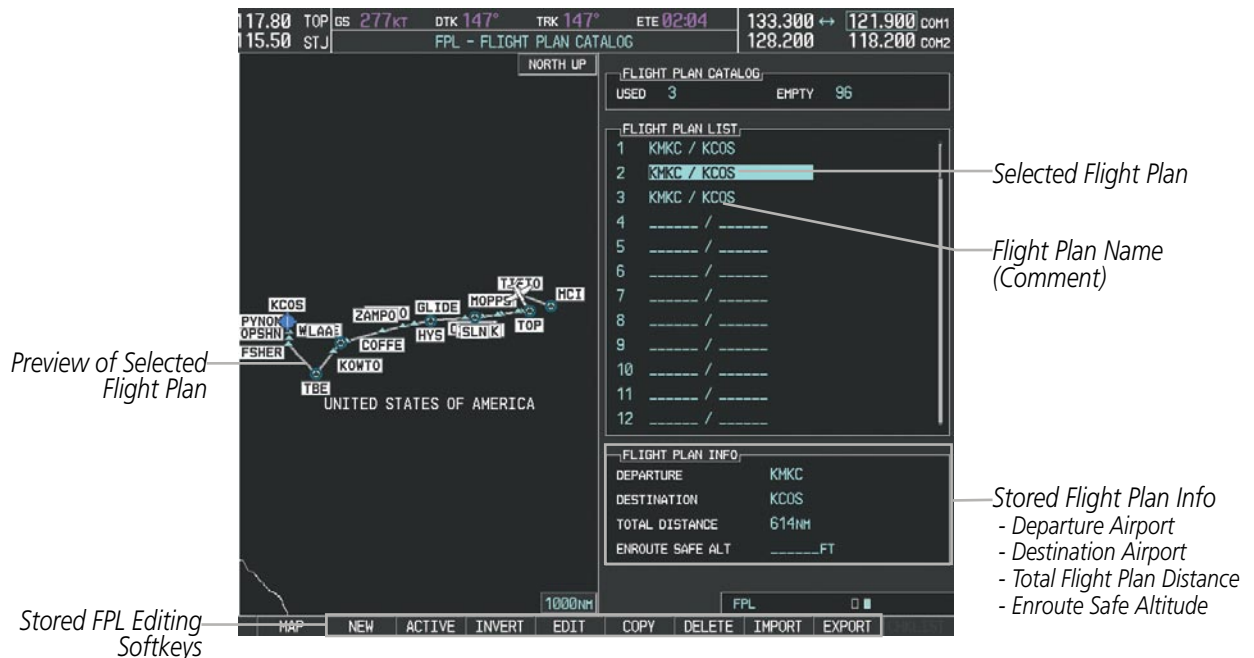 117.80 TOP GS 277KT DTK 147° TRK 147° ETE 02:04 133.300 ↔ 121.900 COM1
115.50 STJ FPL - FLIGHT PLAN CATALOG 128.200 118.200 COM2
NORTH UP
FLIGHT PLAN CATALOG
USED 3 EMPTY 96
FLIGHT PLAN LIST
1 KMKC / KCOS
2 KMKC / KCOS
3 KMKC / KCOS
4 ______ / ______
5 ______ / ______
6 ______ / ______
7 ______ / ______
8 ______ / ______
9 ______ / ______
10 ______ / ______
11 ______ / ______
12 ______ / ______
Selected Flight Plan
Flight Plan Name
(Comment)
MCI
MOPPS
TOP
GLIDE
HYS
SLN
ZAMPO
COFFE
KOWTO
TBE
KCOS
PYNON
OPSHN
FSHER
UNITED STATES OF AMERICA
Preview of Selected
Flight Plan
FLIGHT PLAN INFO
DEPARTURE KMKC
DESTINATION KCOS
TOTAL DISTANCE 614NM
ENROUTE SAFE ALT ______FT
Stored Flight Plan Info
- Departure Airport
- Destination Airport
- Total Flight Plan Distance
- Enroute Safe Altitude
1000NM
FPL
Stored FPL Editing
Softkeys
MAP NEW ACTIVE INVERT EDIT COPY DELETE IMPORT EXPORT